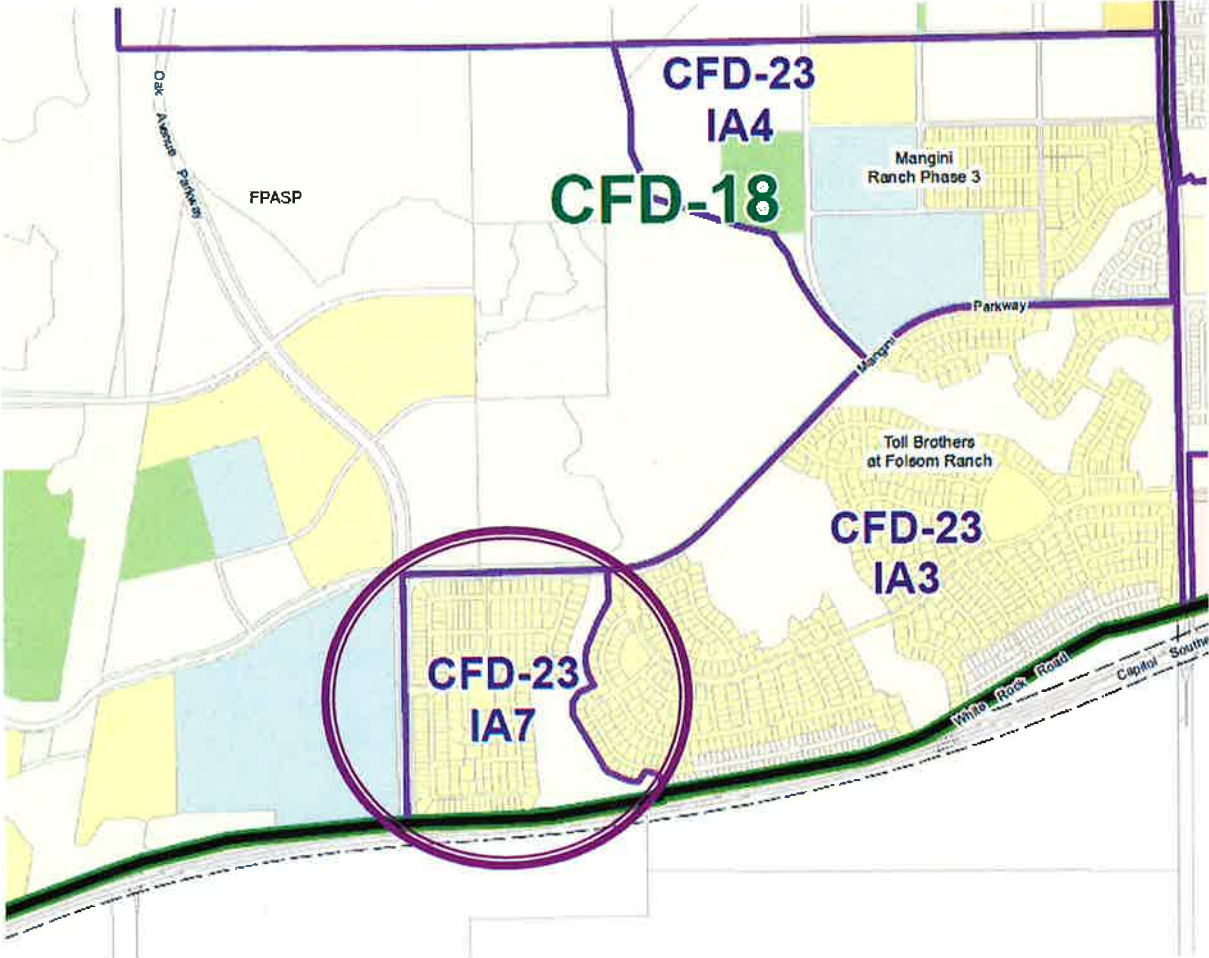 CFD-23
IA4
Oak Avenue Parkway
Mangini
Ranch Phase 3
FPASP
CFD-18
Parkway
Mangini
Toll Brothers
at Folsom Ranch
CFD-23
IA3
CFD-23
IA7
White Rock Road
Capitol Southe